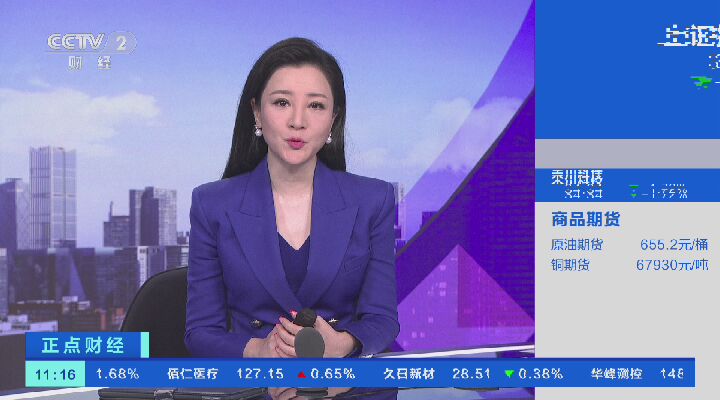 CCTV 2
财经
商品期货
原油期货 655.2元/桶
铜期货 67930元/吨
正点财经
11:16 1.68% 佰仁医疗 127.15 ▲ 0.65% 久日新材 28.51 ▼ 0.38% 华峰测控 148